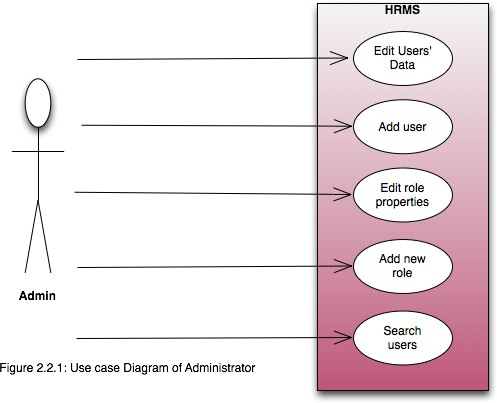 HRMS
Edit Users'
Data
Add user
Edit role
properties
Add new
role
Search
users
Admin
Figure 2.2.1: Use case Diagram of Administrator